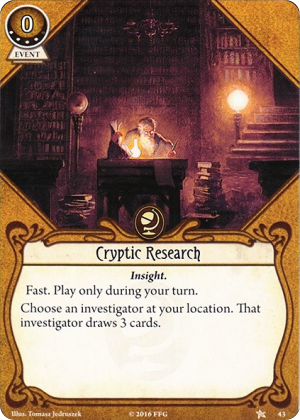 0
EVENT
Cryptic Research
Insight.
Fast. Play only during your turn.
Choose an investigator at your location. That
investigator draws 3 cards.
Illus. Tomasz Jedruszek
© 2016 FFG
43